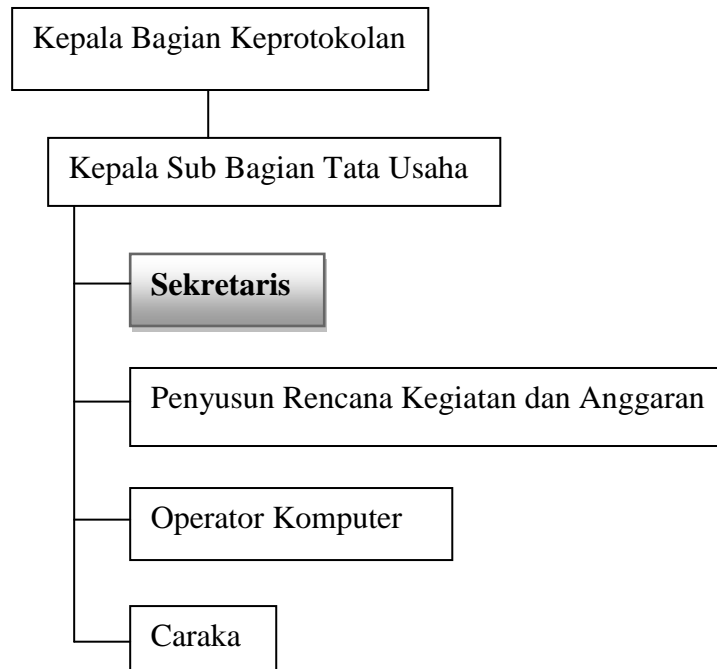 Kepala Bagian Keprotokolan
Kepala Sub Bagian Tata Usaha
Sekretaris
Penyusun Rencana Kegiatan dan Anggaran
Operator Komputer
Caraka